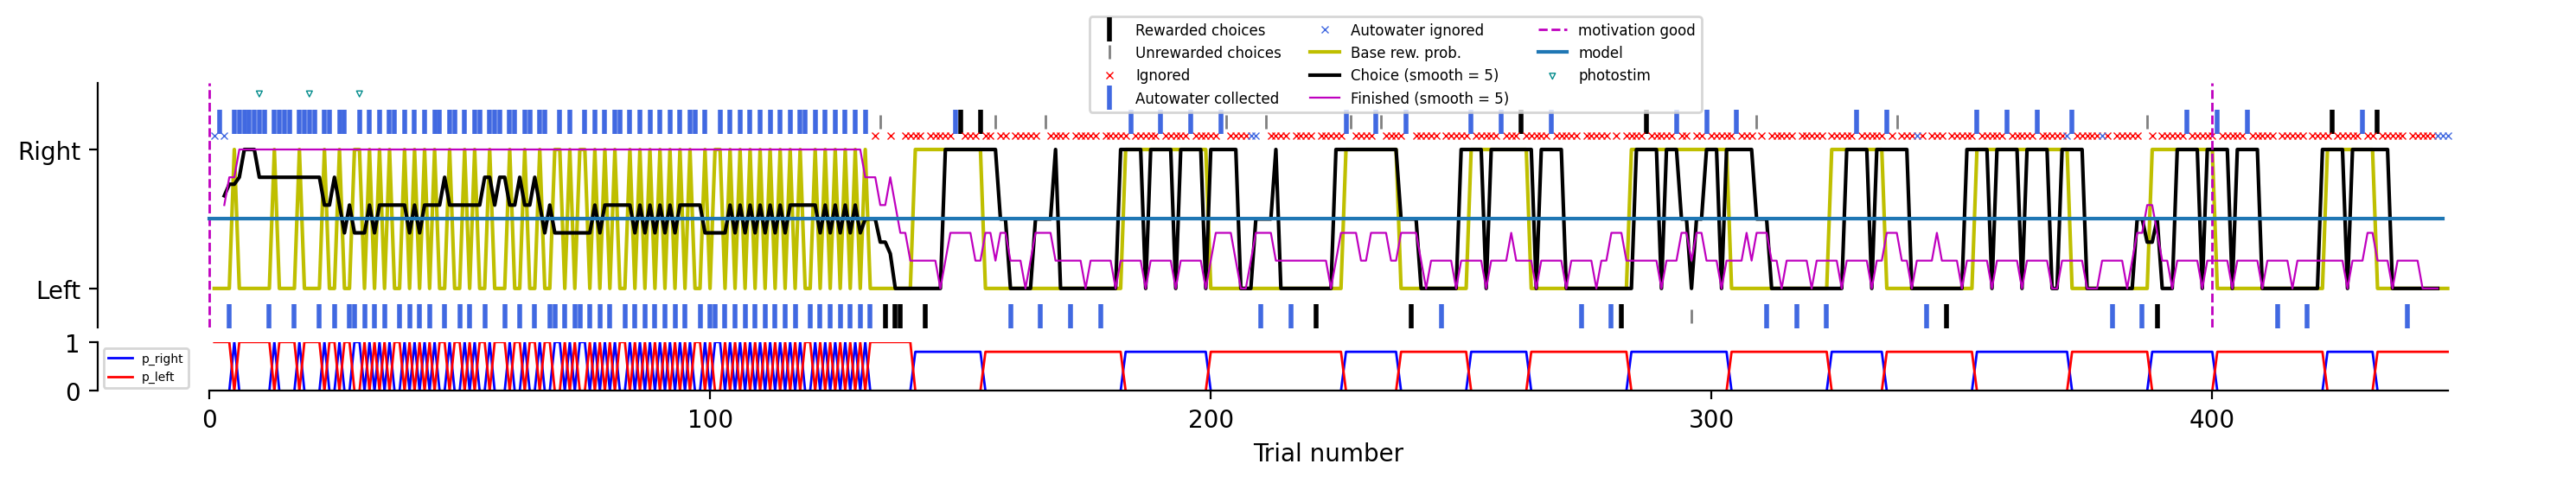 Rewarded choices
Unrewarded choices
Ignored
Autowater collected
Autowater ignored
Base rew. prob.
Choice (smooth = 5)
Finished (smooth = 5)
motivation good
model
photostim
Right
Left
1
0
p_right
p_left
0 100 200 300 400
Trial number